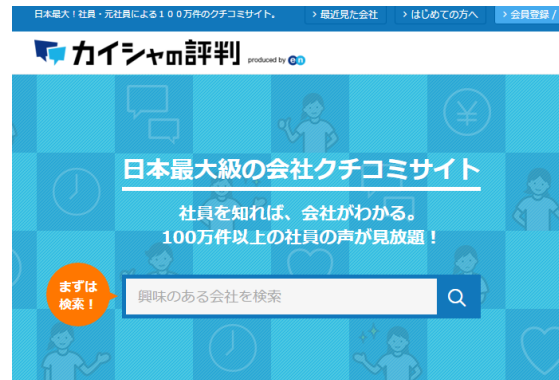 日本最大！社員・元社員による１００万件のクチコミサイト。
> 最近見た会社
> はじめての方へ
> 会員登録 /
カイシャの評判 produced by en
日本最大級の会社クチコミサイト
社員を知れば、会社がわかる。
100万件以上の社員の声が見放題！
まずは
検索！
興味のある会社を検索